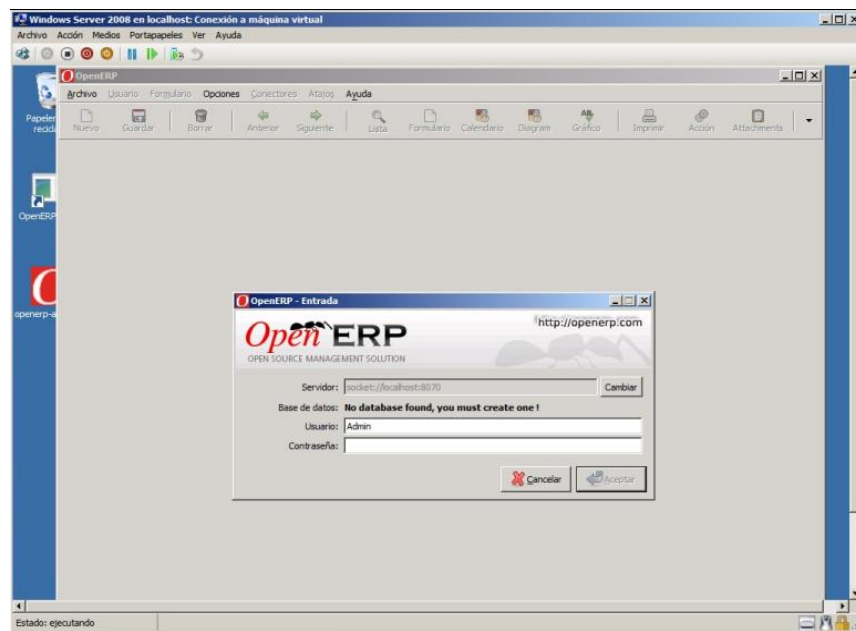 Windows Server 2008 en localhost: Conexión a máquina virtual
Archivo Acción Medios Portapapeles Ver Ayuda
OpenERP
Archivo Usuario Formulario Opciones Conectores Atajos Ayuda
Nuevo Guardar Borrar Anterior Siguiente Lista Formulario Calendario Diagram Gráfico Imprimir Acción Attachments
OpenERP
OpenERP - Entrada
Open ERP
http://openerp.com
OPEN SOURCE MANAGEMENT SOLUTION
Servidor: socket://localhost:8070 Cambiar
Base de datos: No database found, you must create one !
Usuario: Admin
Contraseña:
Cancelar Aceptar
openerp-a
Estado: ejecutando